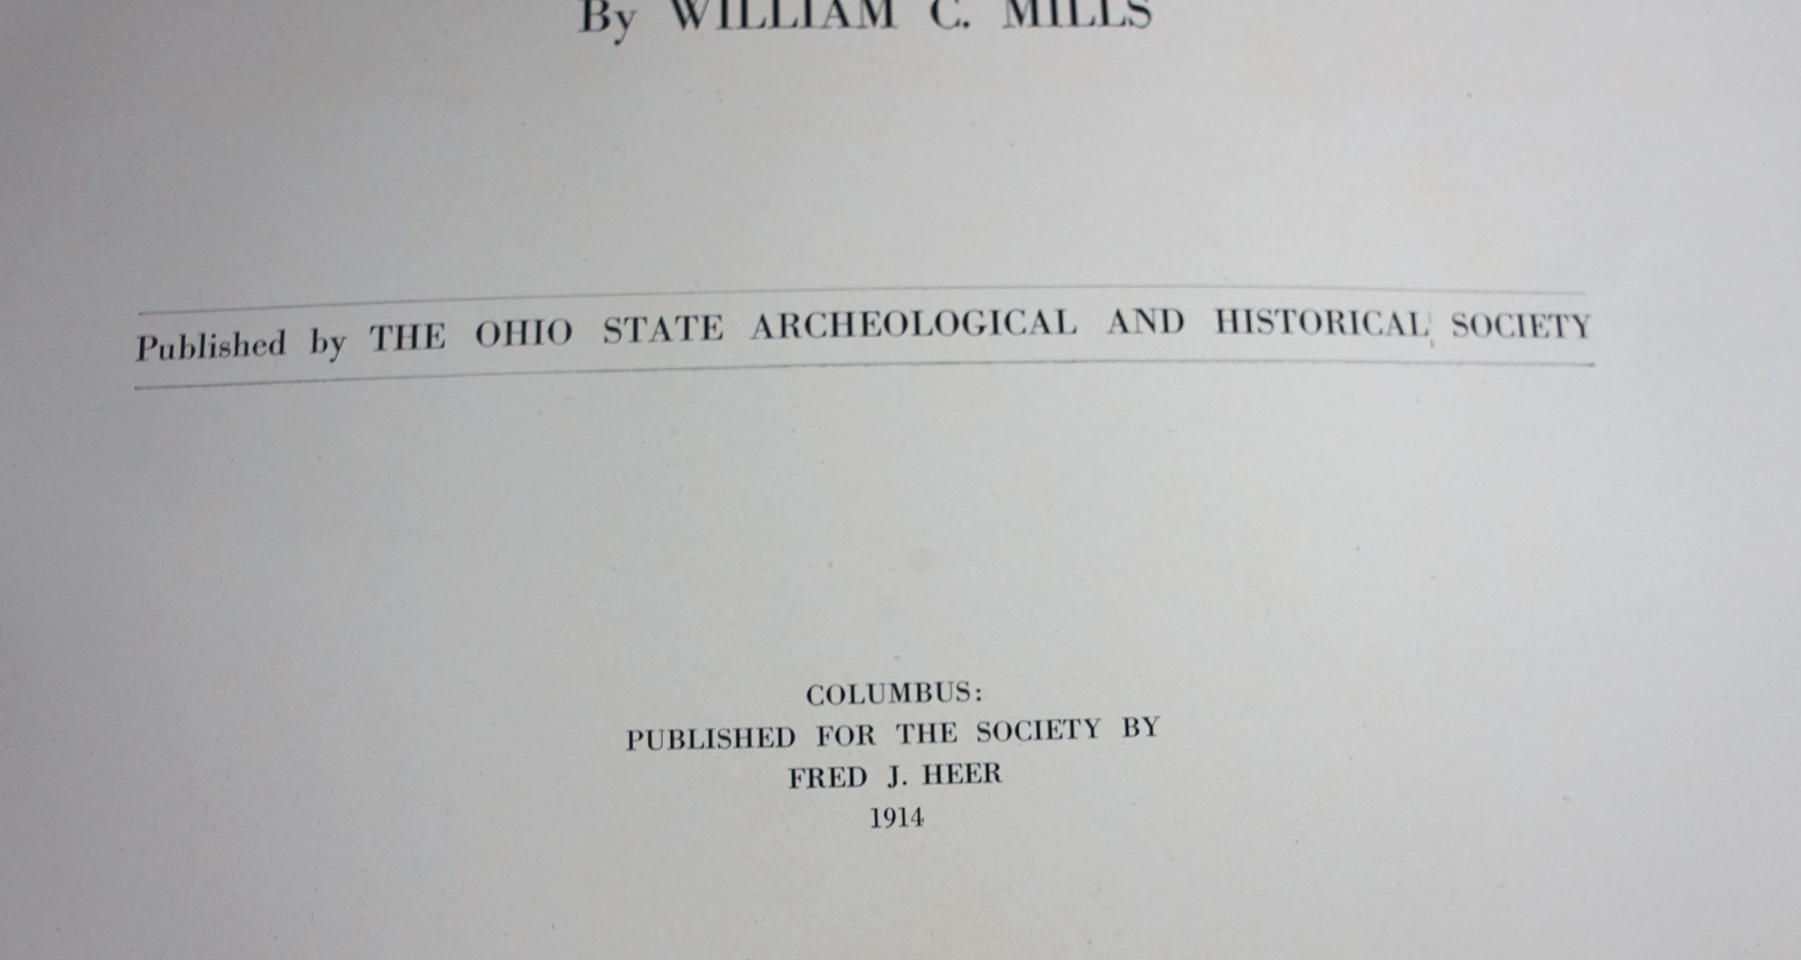 By WILLIAM C. MILLS
Published by THE OHIO STATE ARCHEOLOGICAL AND HISTORICAL SOCIETY
COLUMBUS:
PUBLISHED FOR THE SOCIETY BY
FRED J. HEER
1914